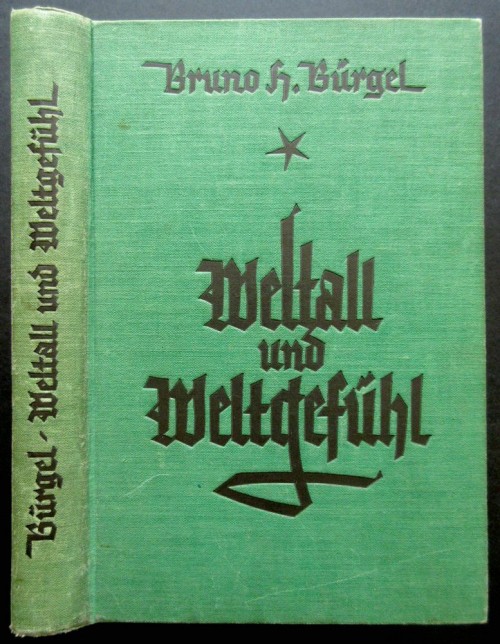 Bruno H. Bürgel
Weltall
und
Weltgefühl
Bürgel - Weltall und Weltgefühl